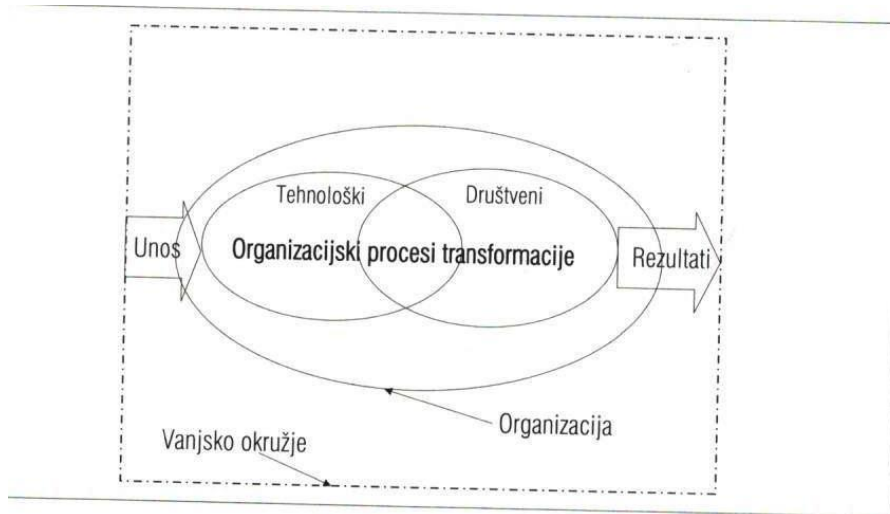 Tehnološki
Društveni
Unos
Organizacijski procesi transformacije
Rezultati
Organizacija
Vanjsko okružje